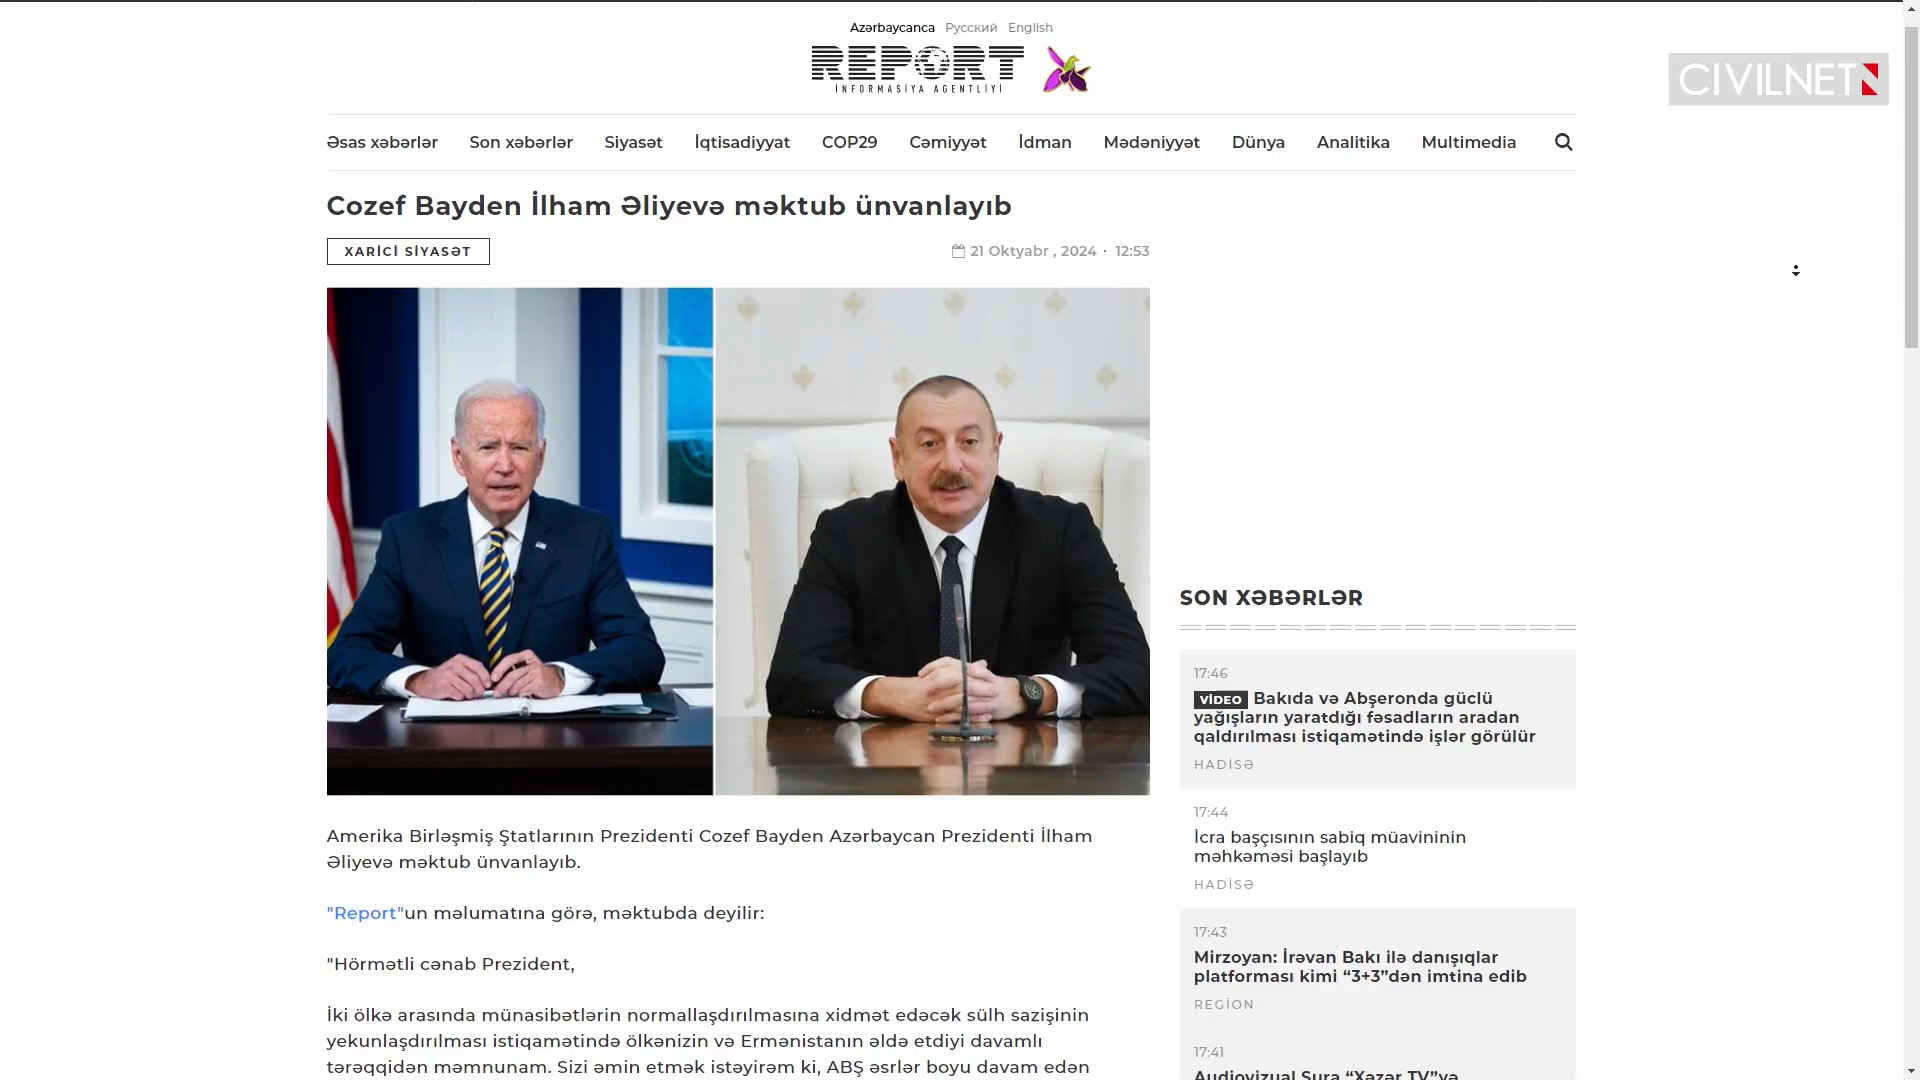 Azərbaycanca Русский English
REPORT
İNFORMASİYA AGENTLİYİ
CIVILNET
Əsas xəbərlər Son xəbərlər Siyasət İqtisadiyyat COP29 Cəmiyyət İdman Mədəniyyət Dünya Analitika Multimedia
Cozef Bayden İlham Əliyevə məktub ünvanlayıb
XARİCİ SİYASƏT
21 Oktyabr , 2024 · 12:53
Amerika Birləşmiş Ştatlarının Prezidenti Cozef Bayden Azərbaycan Prezidenti İlham
Əliyevə məktub ünvanlayıb.
"Report"un məlumatına görə, məktubda deyilir:
"Hörmətli cənab Prezident,
İki ölkə arasında münasibətlərin normallaşdırılmasına xidmət edəcək sülh sazişinin
yekunlaşdırılması istiqamətində ölkənizin və Ermənistanın əldə etdiyi davamlı
tərəqqidən məmnunam. Sizi əmin etmək istəyirəm ki, ABŞ əsrlər boyu davam edən
SON XƏBƏRLƏR
17:46
VİDEO Bakıda və Abşeronda güclü
yağışların yaratdığı fəsadların aradan
qaldırılması istiqamətində işlər görülür
HADİSƏ
17:44
İcra başçısının sabiq müavininin
məhkəməsi başlayıb
HADİSƏ
17:43
Mirzoyan: İrəvan Bakı ilə danışıqlar
platforması kimi “3+3”dən imtina edib
REGİON
17:41
Audiovizual Şura “Xəzər TV”yə